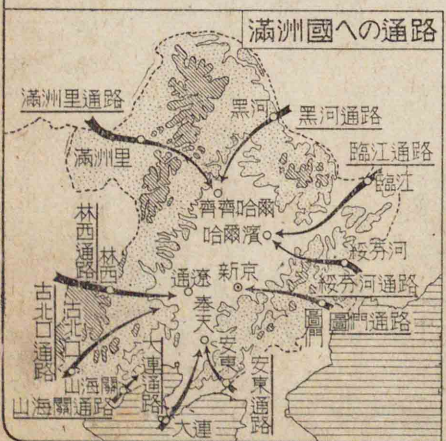 滿洲國への通路
滿洲里通路
滿洲里
黑河
黑河通路
臨江通路
臨江
齊齊哈爾
哈爾濱
綏芬河
綏芬河通路
林西通路
林西
通遼
新京
奉天
圖們
圖們通路
古北口通路
古北口
山海關
山海關通路
大連通路
大連
安東
安東通路